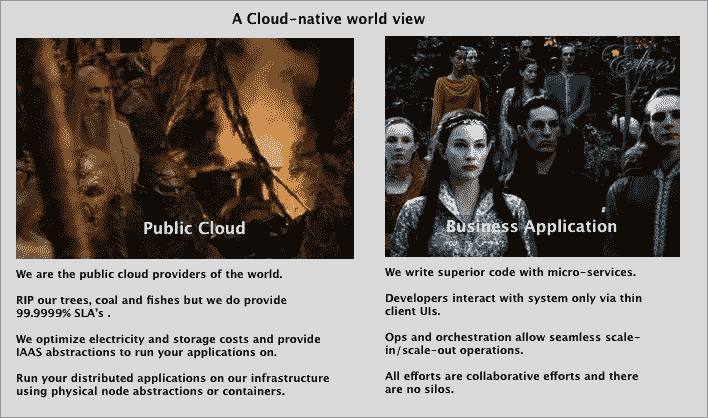 A Cloud-native world view
Public Cloud
We are the public cloud providers of the world.
RIP our trees, coal and fishes but we do provide
99.9999% SLA's .
We optimize electricity and storage costs and provide
IAAS abstractions to run your applications on.
Run your distributed applications on our infrastructure
using physical node abstractions or containers.
Elves
Business Application
We write superior code with micro-services.
Developers interact with system only via thin
client UIs.
Ops and orchestration allow seamless scale-
in/scale-out operations.
All efforts are collaborative efforts and there
are no silos.